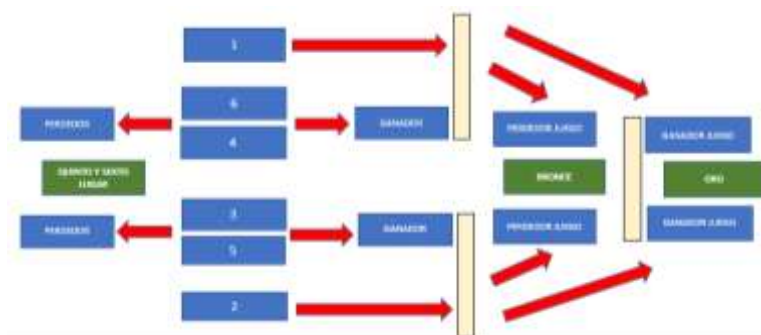 1
6
PERDEDOR
GANADOR
4
PERDEDOR JUEGO
GANADOR JUEGO
QUINTO Y SEXTO
LUGAR
BRONCE
ORO
3
PERDEDOR
GANADOR
PERDEDOR JUEGO
GANADOR JUEGO
5
2